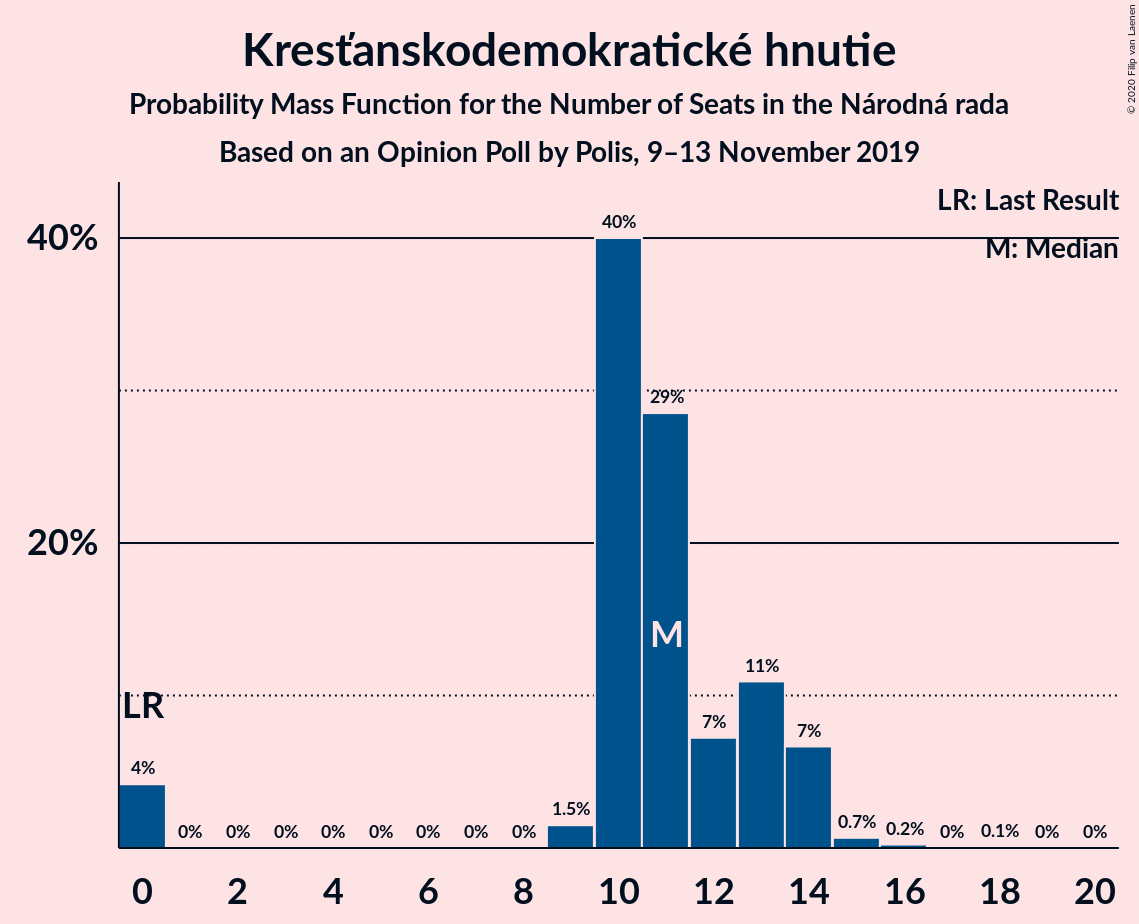 Kresťanskodemokratické hnutie
Probability Mass Function for the Number of Seats in the Národná rada
Based on an Opinion Poll by Polis, 9–13 November 2019
© 2020 Filip van Laenen
LR: Last Result
M: Median
40%
20%
LR
M
4%
0%
0%
0%
0%
0%
0%
0%
0%
1.5%
40%
29%
7%
11%
7%
0.7%
0.2%
0%
0.1%
0%
0%
0 2 4 6 8 10 12 14 16 18 20